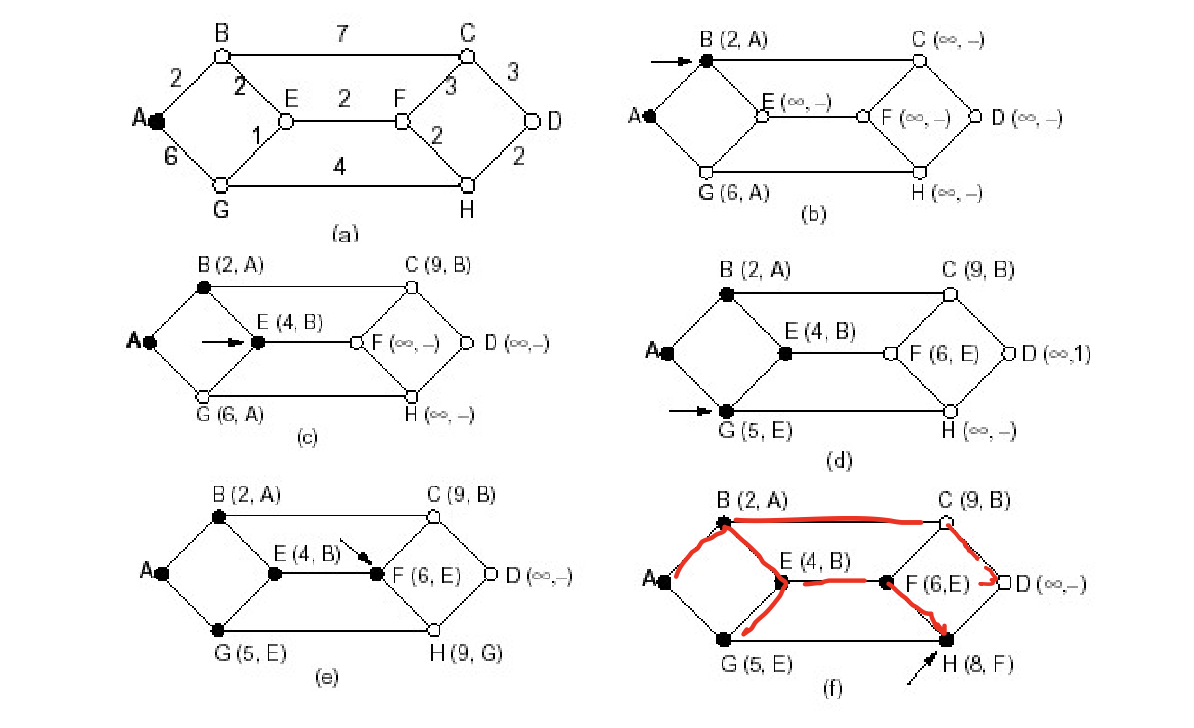 B 7 C
2 2 3 3
A E 2 F D
6 1 2 2
4
G H
(a)
B (2, A) C (∞, –)
A E (∞, –) F (∞, –) D (∞, –)
G (6, A) H (∞, –)
(b)
B (2, A) C (9, B)
A E (4, B) F (∞, –) D (∞,–)
G (6, A) H (∞, –)
(c)
B (2, A) C (9, B)
E (4, B)
A F (6, E) D (∞,1)
G (5, E) H (∞, –)
(d)
B (2, A) C (9, B)
E (4, B)
A F (6, E) D (∞,–)
G (5, E) H (9, G)
(e)
B (2, A) C (9, B)
E (4, B)
A F (6,E) D (∞,–)
G (5, E) H (8, F)
(f)